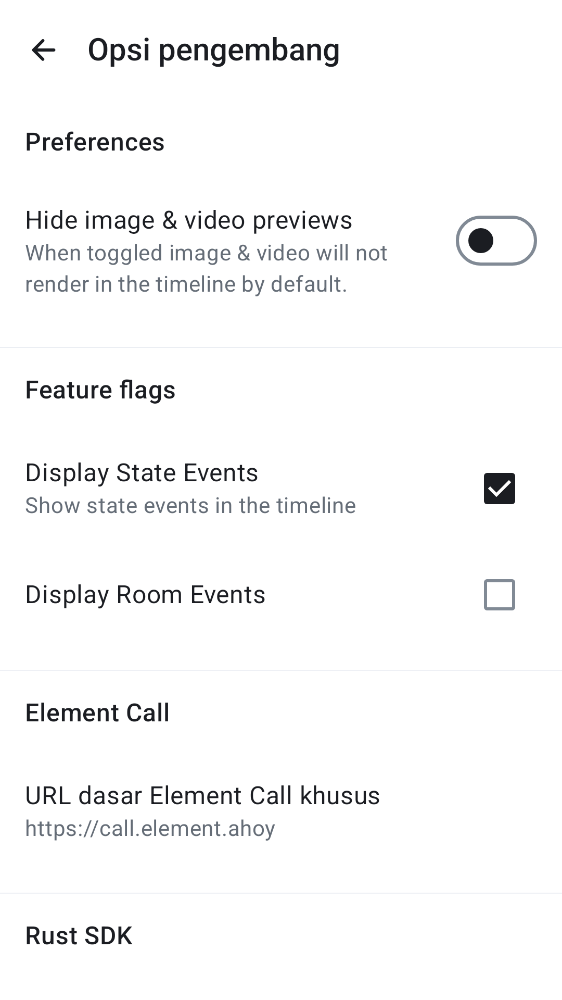 Opsi pengembang
Preferences
Hide image & video previews
When toggled image & video will not
render in the timeline by default.
Feature flags
Display State Events
Show state events in the timeline
Display Room Events
Element Call
URL dasar Element Call khusus
https://call.element.ahoy
Rust SDK